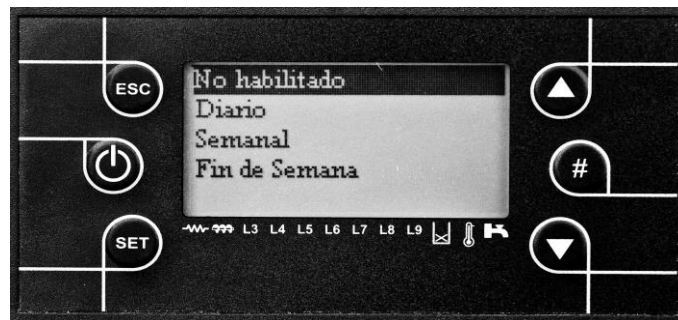 ESC
SET
No habilitado
Diario
Semanal
Fin de Semana
L3 L4 L5 L6 L7 L8 L9
#